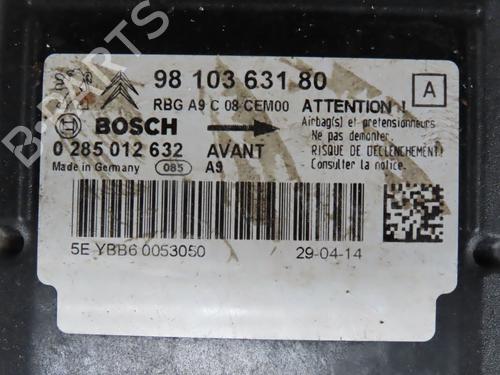 98 103 631 80
A
RBG A9 C 08 CEM00 ATTENTION !
BOSCH
Airbag(s) et pretensionneurs
Ne pas demonter.
0 285 012 632 AVANT
RISQUE DE DECLENCHEMENT!
Made in Germany 085 A9
Consulter la notice.
5E YBB6 0053050
29-04-14
B-PARTS